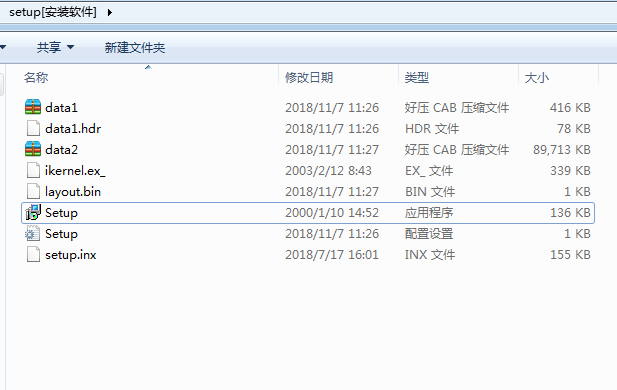 setup[安装软件]
共享 新建文件夹
名称 修改日期 类型 大小
data1 2018/11/7 11:26 好压 CAB 压缩文件 416 KB
data1.hdr 2018/11/7 11:26 HDR 文件 78 KB
data2 2018/11/7 11:27 好压 CAB 压缩文件 89,713 KB
ikernel.ex_ 2003/2/12 8:43 EX_ 文件 339 KB
layout.bin 2018/11/7 11:27 BIN 文件 1 KB
Setup 2000/1/10 14:52 应用程序 136 KB
Setup 2018/11/7 11:26 配置设置 1 KB
setup.inx 2018/7/17 16:01 INX 文件 155 KB